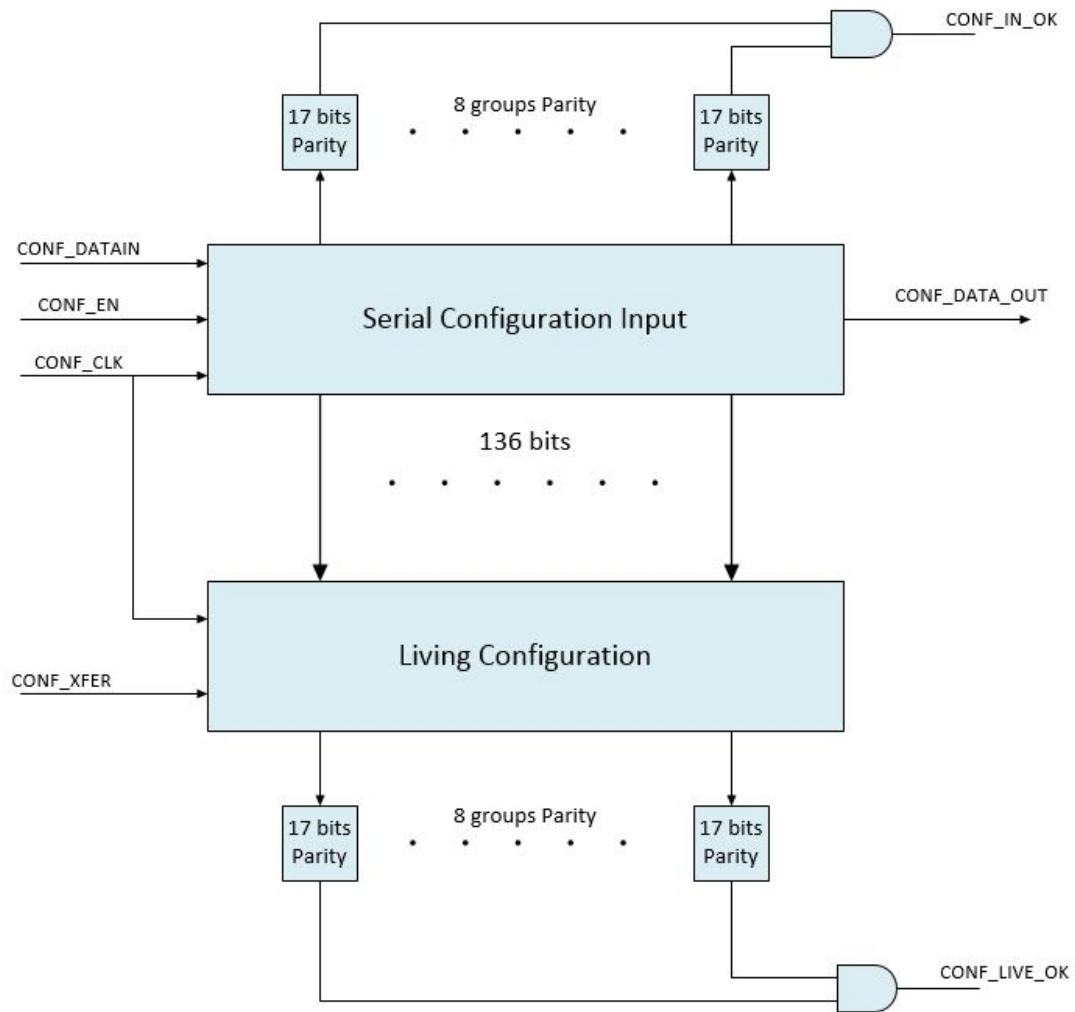 CONF_IN_OK
8 groups Parity
17 bits
Parity
17 bits
Parity
CONF_DATAIN
CONF_EN
CONF_CLK
Serial Configuration Input
CONF_DATA_OUT
136 bits
Living Configuration
CONF_XFER
8 groups Parity
17 bits
Parity
17 bits
Parity
CONF_LIVE_OK